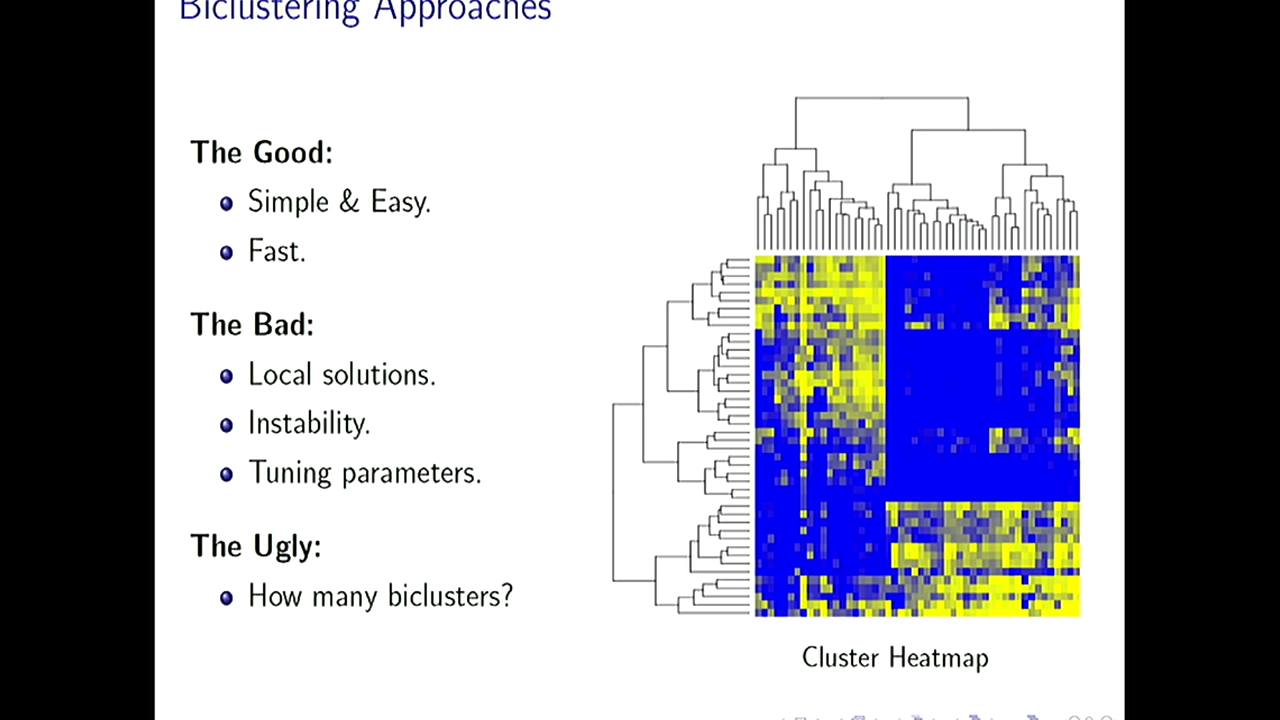 Biclustering Approaches
The Good:
Simple & Easy.
Fast.
The Bad:
Local solutions.
Instability.
Tuning parameters.
The Ugly:
How many biclusters?
Cluster Heatmap